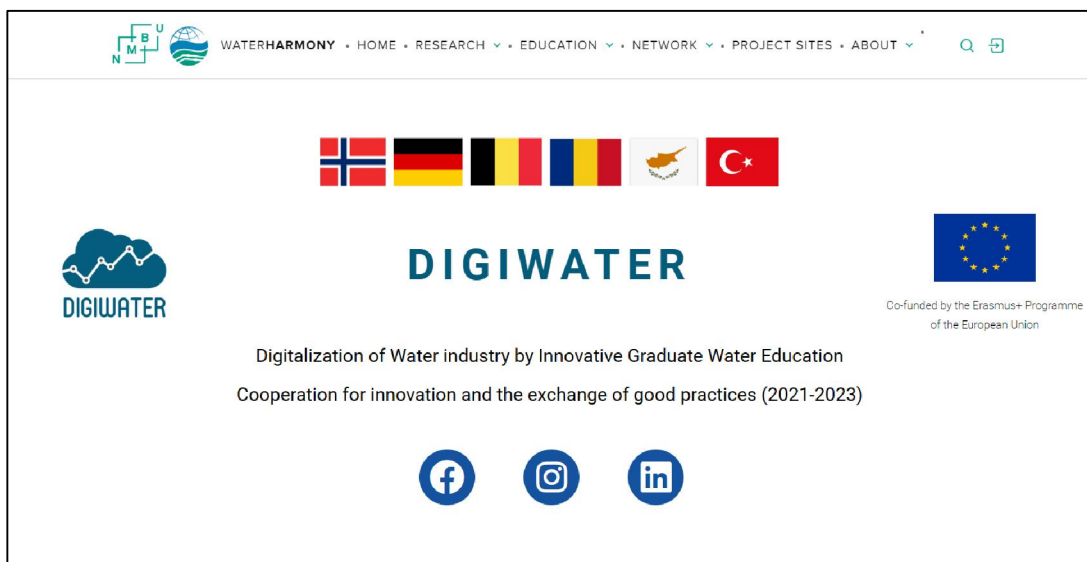 NMBU
WATERHARMONY • HOME • RESEARCH • EDUCATION • NETWORK • PROJECT SITES • ABOUT
DIGIWATER
DIGIWATER
Co-funded by the Erasmus+ Programme
of the European Union
Digitalization of Water industry by Innovative Graduate Water Education
Cooperation for innovation and the exchange of good practices (2021-2023)
f
in